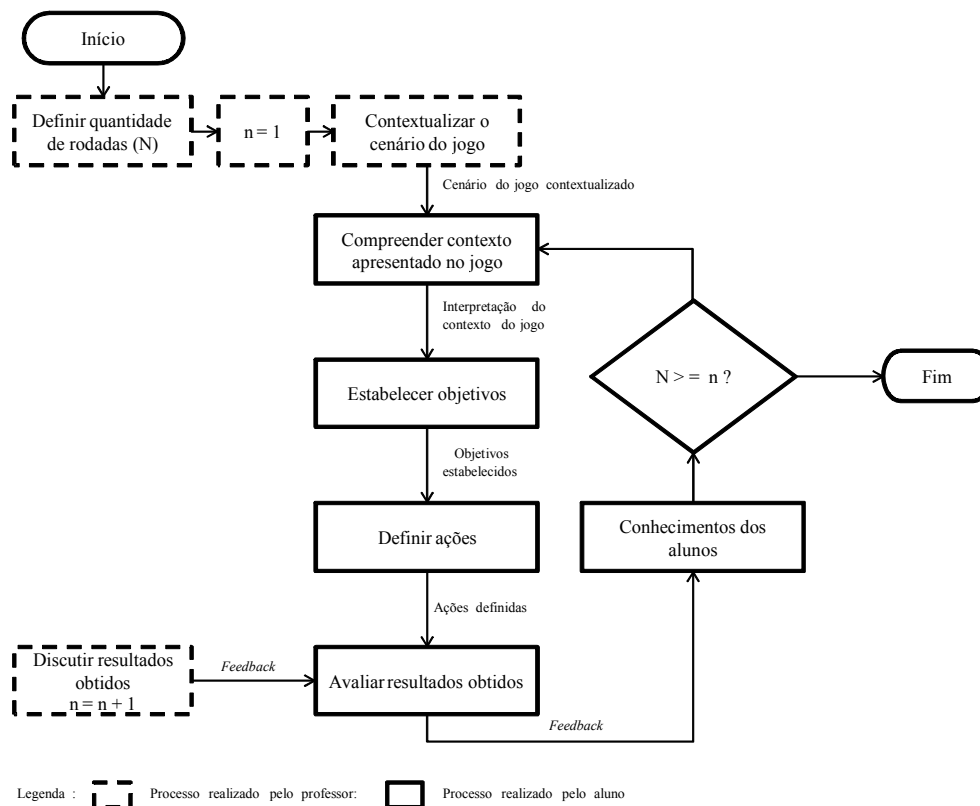 Início
Definir quantidade
de rodadas (N)
n = 1
Contextualizar o
cenário do jogo
Cenário do jogo contextualizado
Compreender contexto
apresentado no jogo
Interpretação do
contexto do jogo
N > = n ?
Fim
Estabelecer objetivos
Objetivos
estabelecidos
Definir ações
Conhecimentos dos
alunos
Ações definidas
Discutir resultados
obtidos
n = n + 1
Feedback
Avaliar resultados obtidos
Feedback
Legenda : Processo realizado pelo professor: Processo realizado pelo aluno